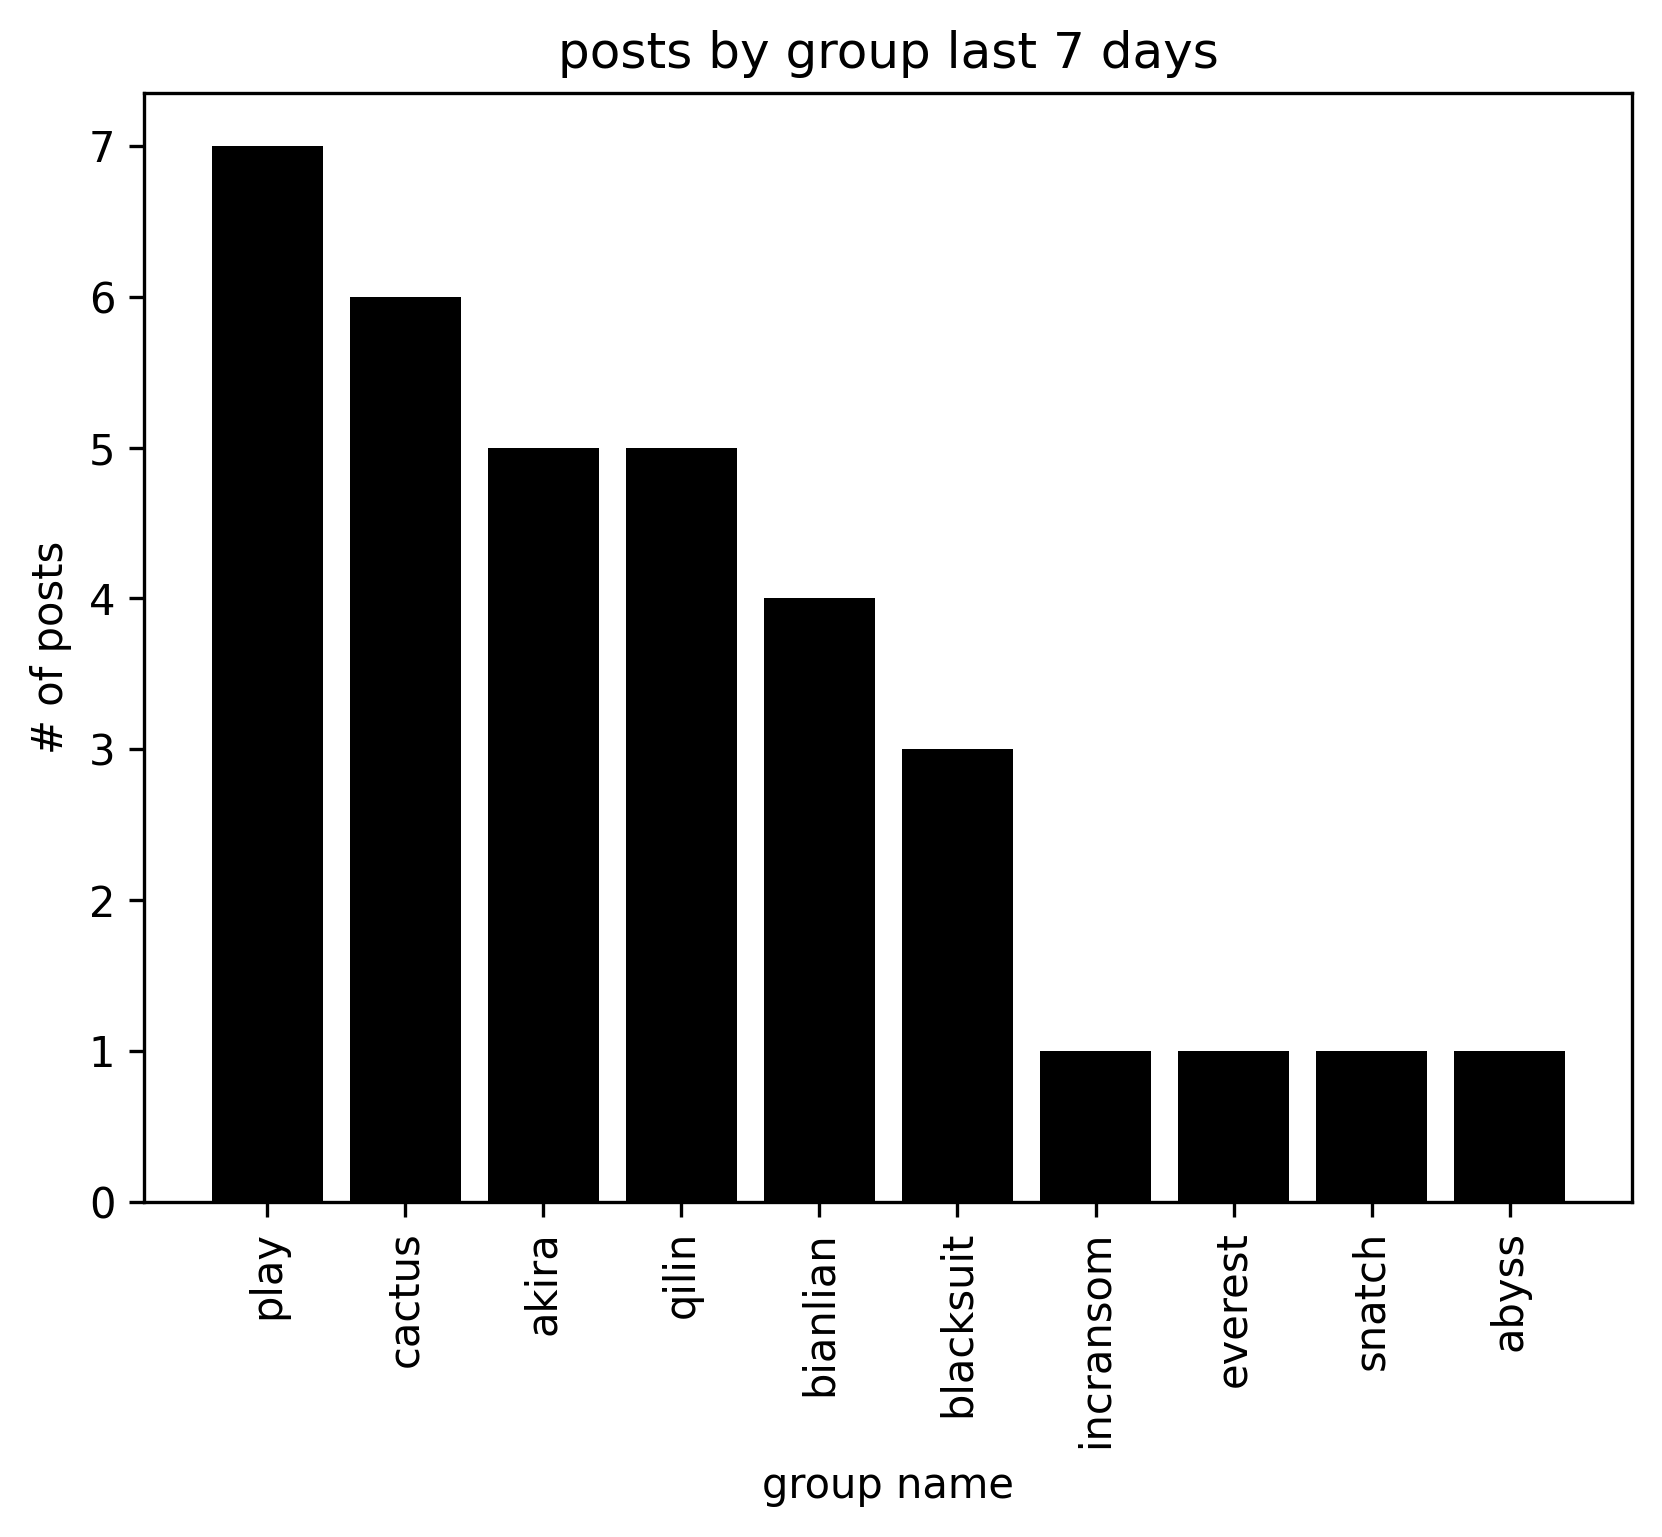 posts by group last 7 days
7
6
5
4
3
2
1
0
# of posts
play
cactus
akira
qilin
bianlian
blacksuit
incransom
everest
snatch
abyss
group name